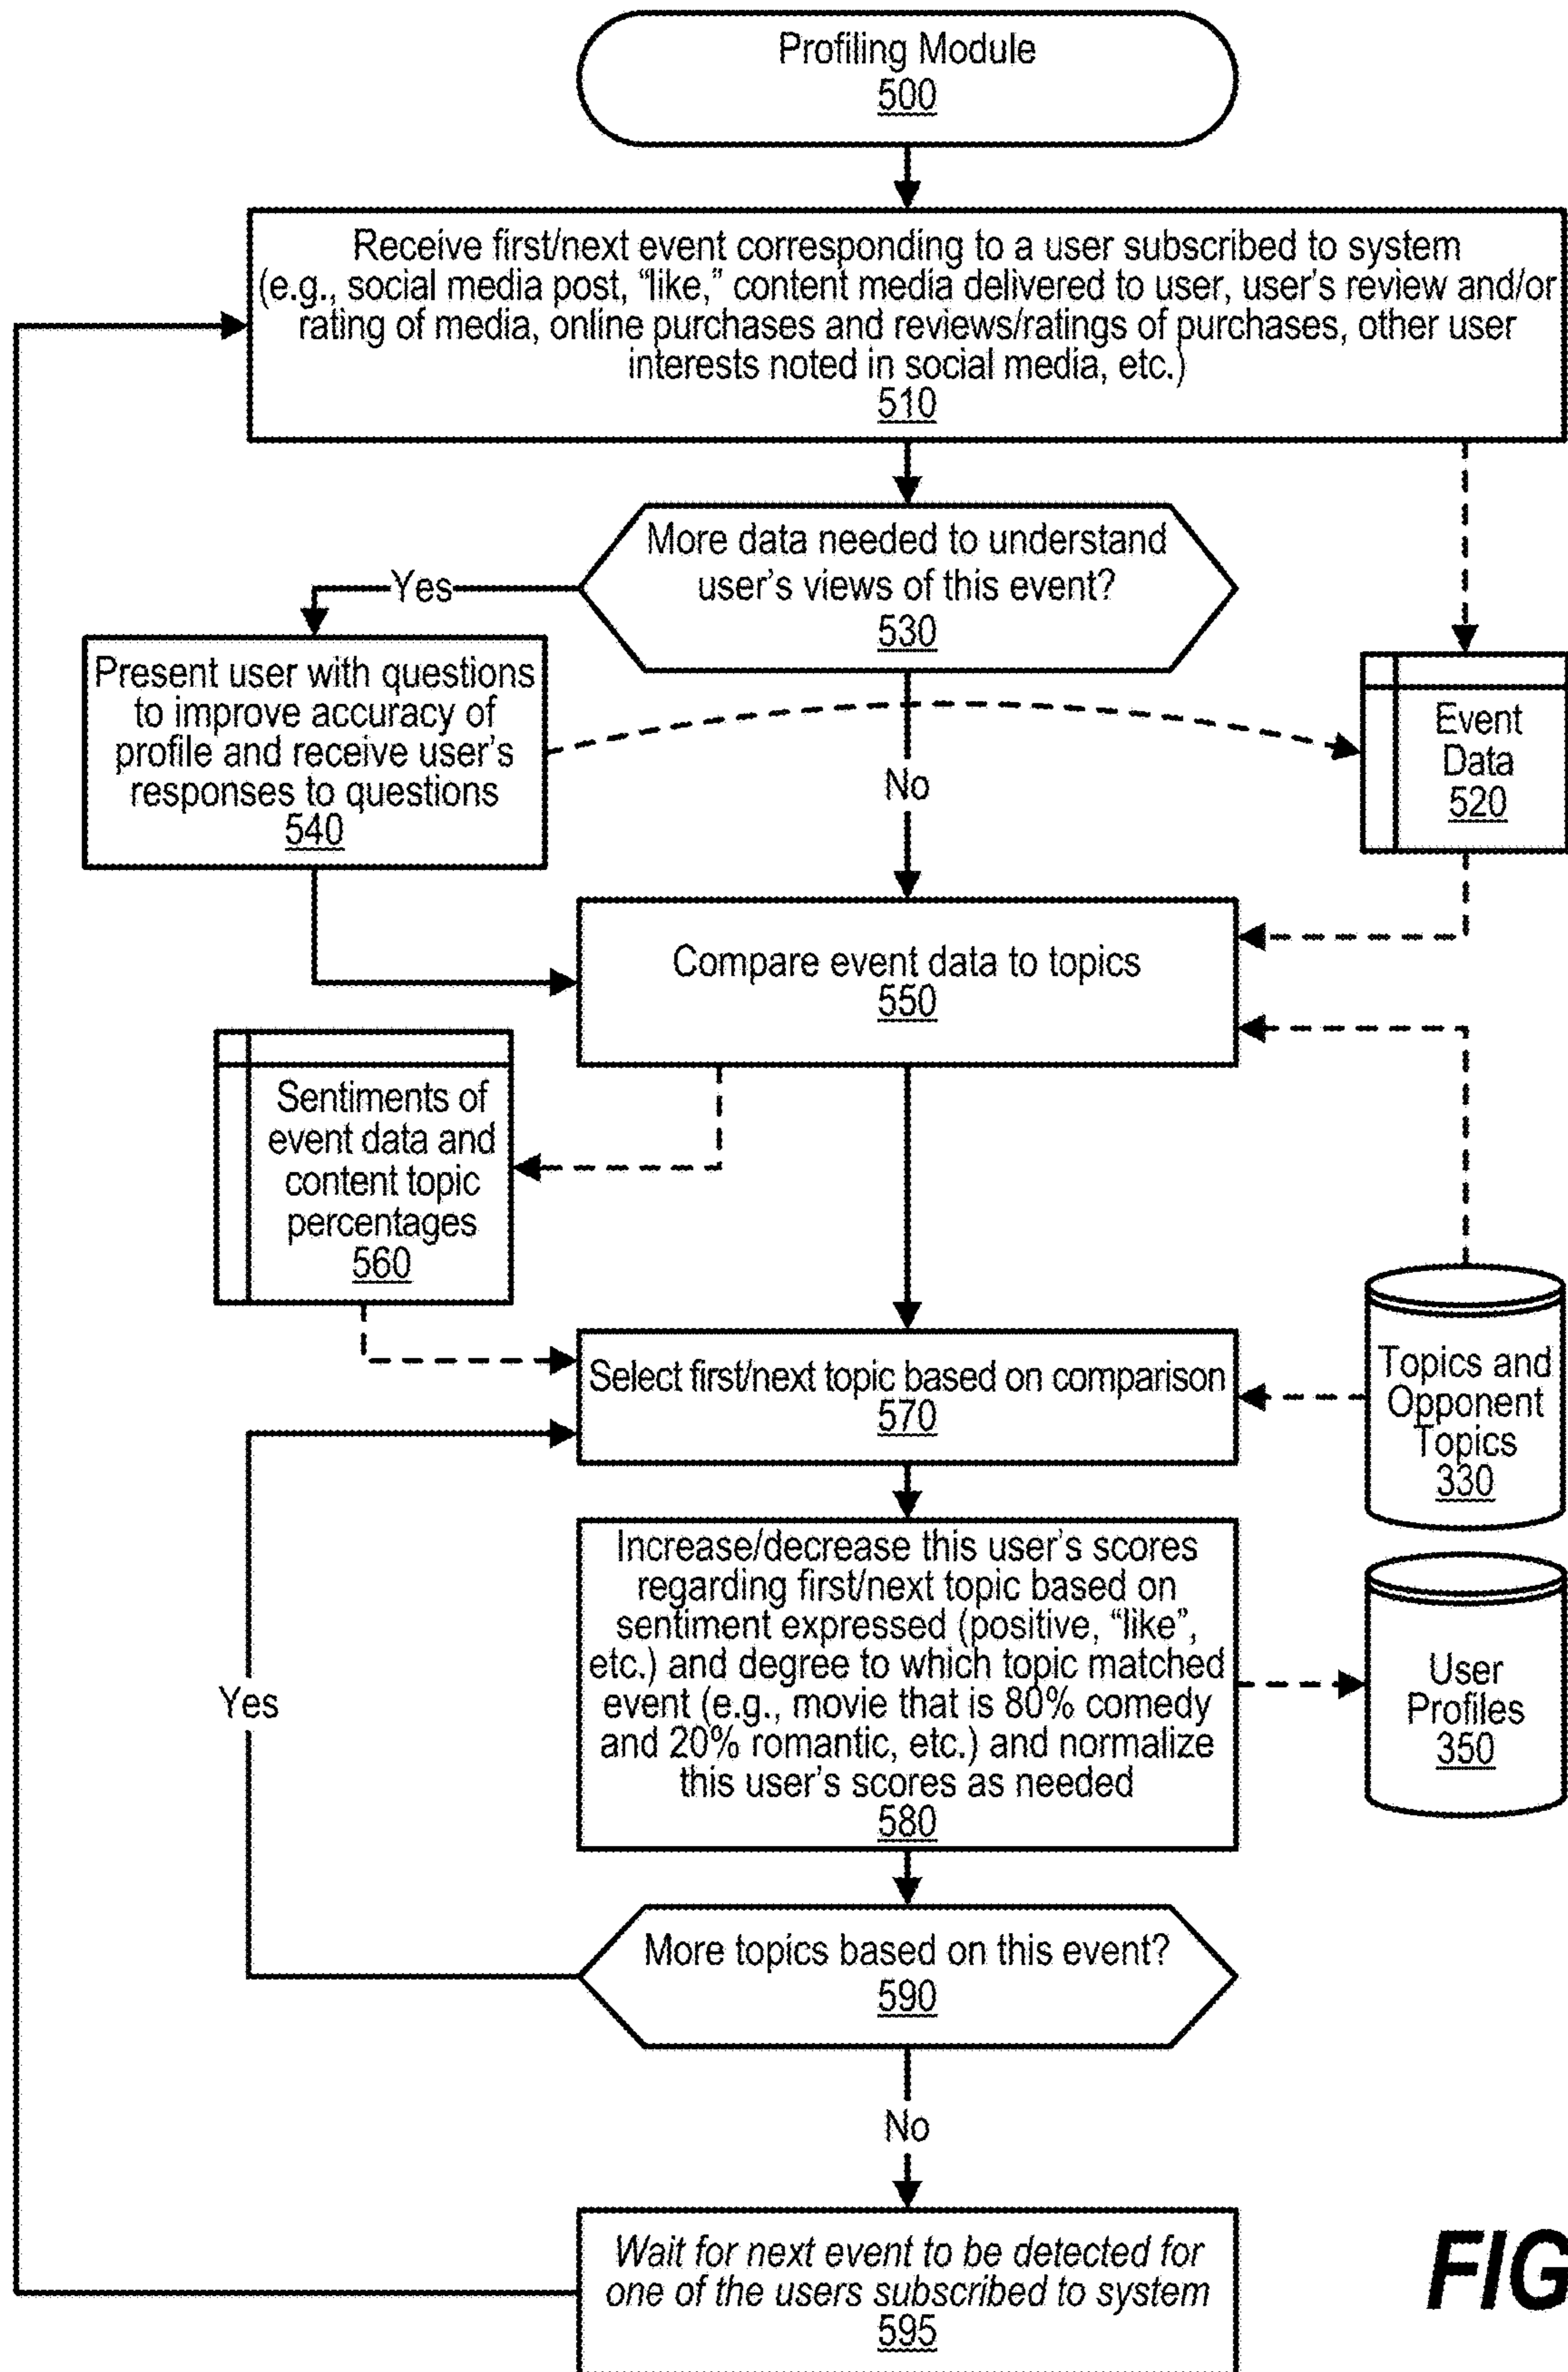 Profiling Module
500
Receive first/next event corresponding to a user subscribed to system
(e.g., social media post, “like,” content media delivered to user, user’s review and/or
rating of media, online purchases and reviews/ratings of purchases, other user
interests noted in social media, etc.)
510
More data needed to understand
user’s views of this event?
530
Yes
Present user with questions
to improve accuracy of
profile and receive user’s
responses to questions
540
No
Event
Data
520
Compare event data to topics
550
Sentiments of
event data and
content topic
percentages
560
Select first/next topic based on comparison
570
Topics and
Opponent
Topics
330
Increase/decrease this user’s scores
regarding first/next topic based on
sentiment expressed (positive, “like”,
etc.) and degree to which topic matched
event (e.g., movie that is 80% comedy
and 20% romantic, etc.) and normalize
this user’s scores as needed
580
User
Profiles
350
Yes
More topics based on this event?
590
No
Wait for next event to be detected for
one of the users subscribed to system
595
FIG